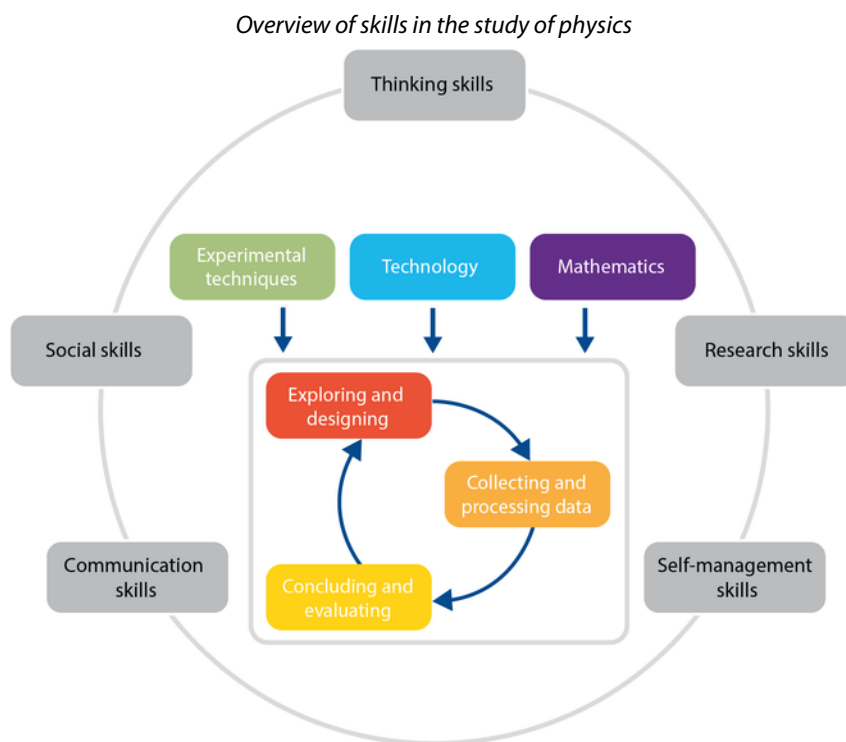 Overview of skills in the study of physics
Thinking skills
Experimental
techniques
Technology
Mathematics
Social skills
Research skills
Exploring and
designing
Collecting and
processing data
Communication
skills
Concluding and
evaluating
Self-management
skills